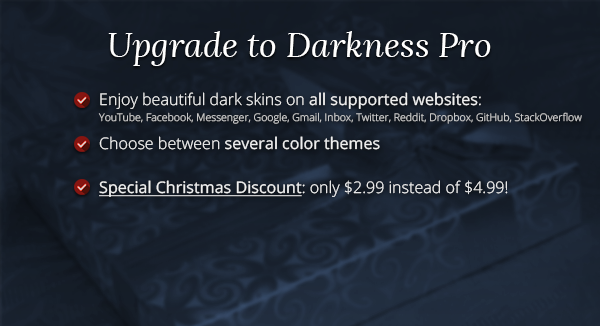 Upgrade to Darkness Pro
Enjoy beautiful dark skins on all supported websites:
YouTube, Facebook, Messenger, Google, Gmail, Inbox, Twitter, Reddit, Dropbox, GitHub, StackOverflow
Choose between several color themes
Special Christmas Discount: only $2.99 instead of $4.99!